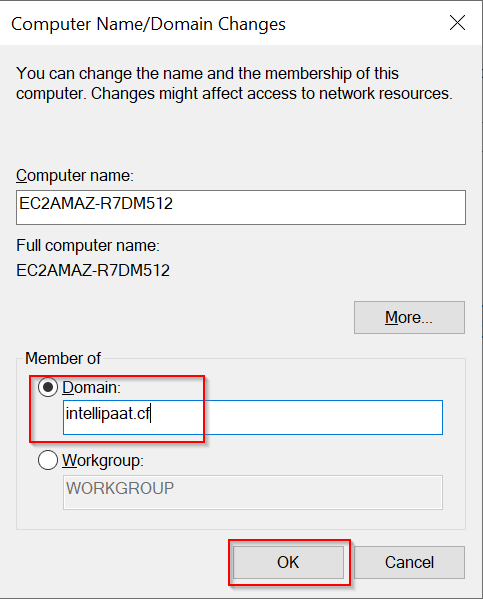 Computer Name/Domain Changes
You can change the name and the membership of this
computer. Changes might affect access to network resources.
Computer name:
EC2AMAZ-R7DM512
Full computer name:
EC2AMAZ-R7DM512
More...
Member of
Domain:
intellipaat.cf
Workgroup:
WORKGROUP
OK
Cancel